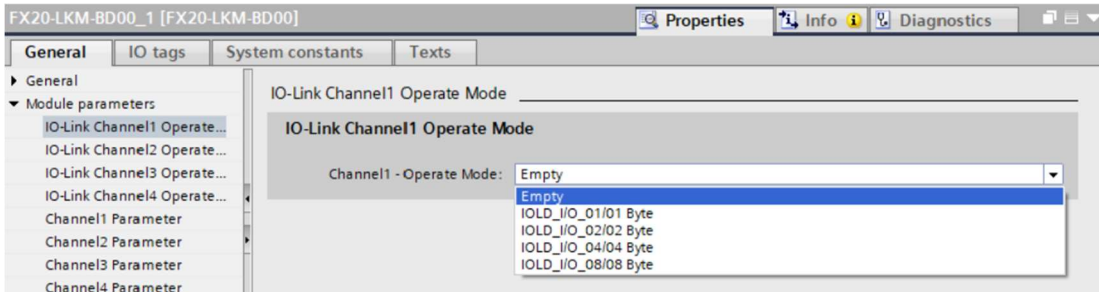 FX20-LKM-BD00_1 [FX20-LKM-BD00]
Properties
Info
Diagnostics
General
IO tags
System constants
Texts
General
Module parameters
IO-Link Channel1 Operate...
IO-Link Channel2 Operate...
IO-Link Channel3 Operate...
IO-Link Channel4 Operate...
Channel1 Parameter
Channel2 Parameter
Channel3 Parameter
Channel4 Parameter
IO-Link Channel1 Operate Mode
IO-Link Channel1 Operate Mode
Channel1 - Operate Mode: Empty
Empty
IOLD_I/O_01/01 Byte
IOLD_I/O_02/02 Byte
IOLD_I/O_04/04 Byte
IOLD_I/O_08/08 Byte